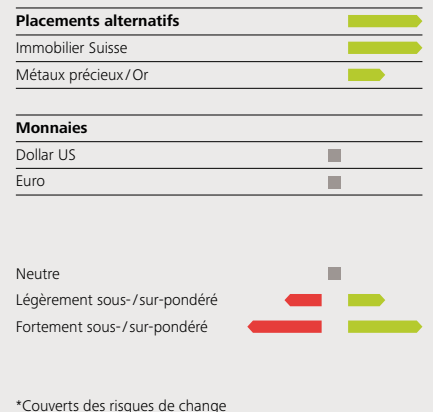 Placements alternatifs
Immobilier Suisse
Métaux précieux/Or
Monnaies
Dollar US
Euro
Neutre
Légèrement sous-/sur-pondéré
Fortement sous-/sur-pondéré
*Couverts des risques de change